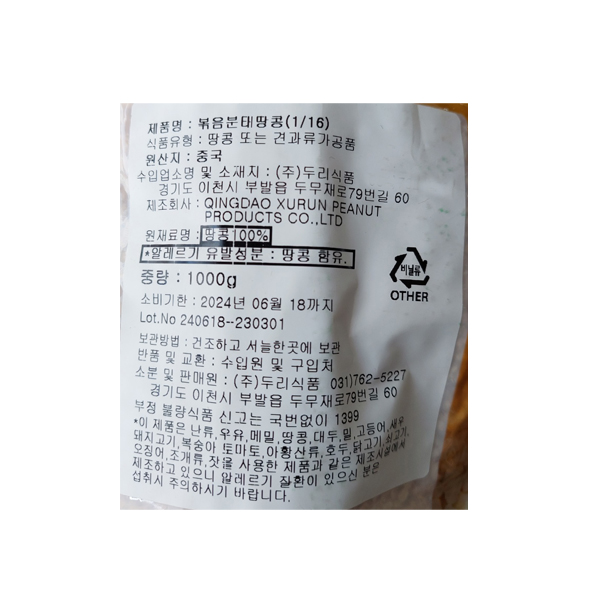 제품명 : 볶음분태땅콩(1/16)
식품유형 : 땅콩 또는 견과류가공품
원산지 : 중국
수입업소명 및 소재지 : (주)두리식품
경기도 이천시 부발읍 두무재로79번길 60
제조회사 : QINGDAO XURUN PEANUT
PRODUCTS CO.,LTD
원재료명 : 땅콩100%
*알레르기 유발성분 : 땅콩 함유.
중량 : 1000g
비닐류
OTHER
소비기한 : 2024년 06월 18까지
Lot.No 240618--230301
보관방법 : 건조하고 서늘한곳에 보관
반품 및 교환 : 수입원 및 구입처
소분 및 판매원 : (주)두리식품 031)762-5227
경기도 이천시 부발읍 두무재로79번길 60
부정 불량식품 신고는 국번없이 1399
*이 제품은 난류,우유,메밀,땅콩,대두,밀,고등어,새우
돼지고기,복숭아 토마토,아황산류,호두,닭고기,쇠고기,
오징어,조개류,잣을 사용한 제품과 같은 제조시설에서
제조하고 있으니 알레르기 질환이 있으신 분은
섭취시 주의하시기 바랍니다.